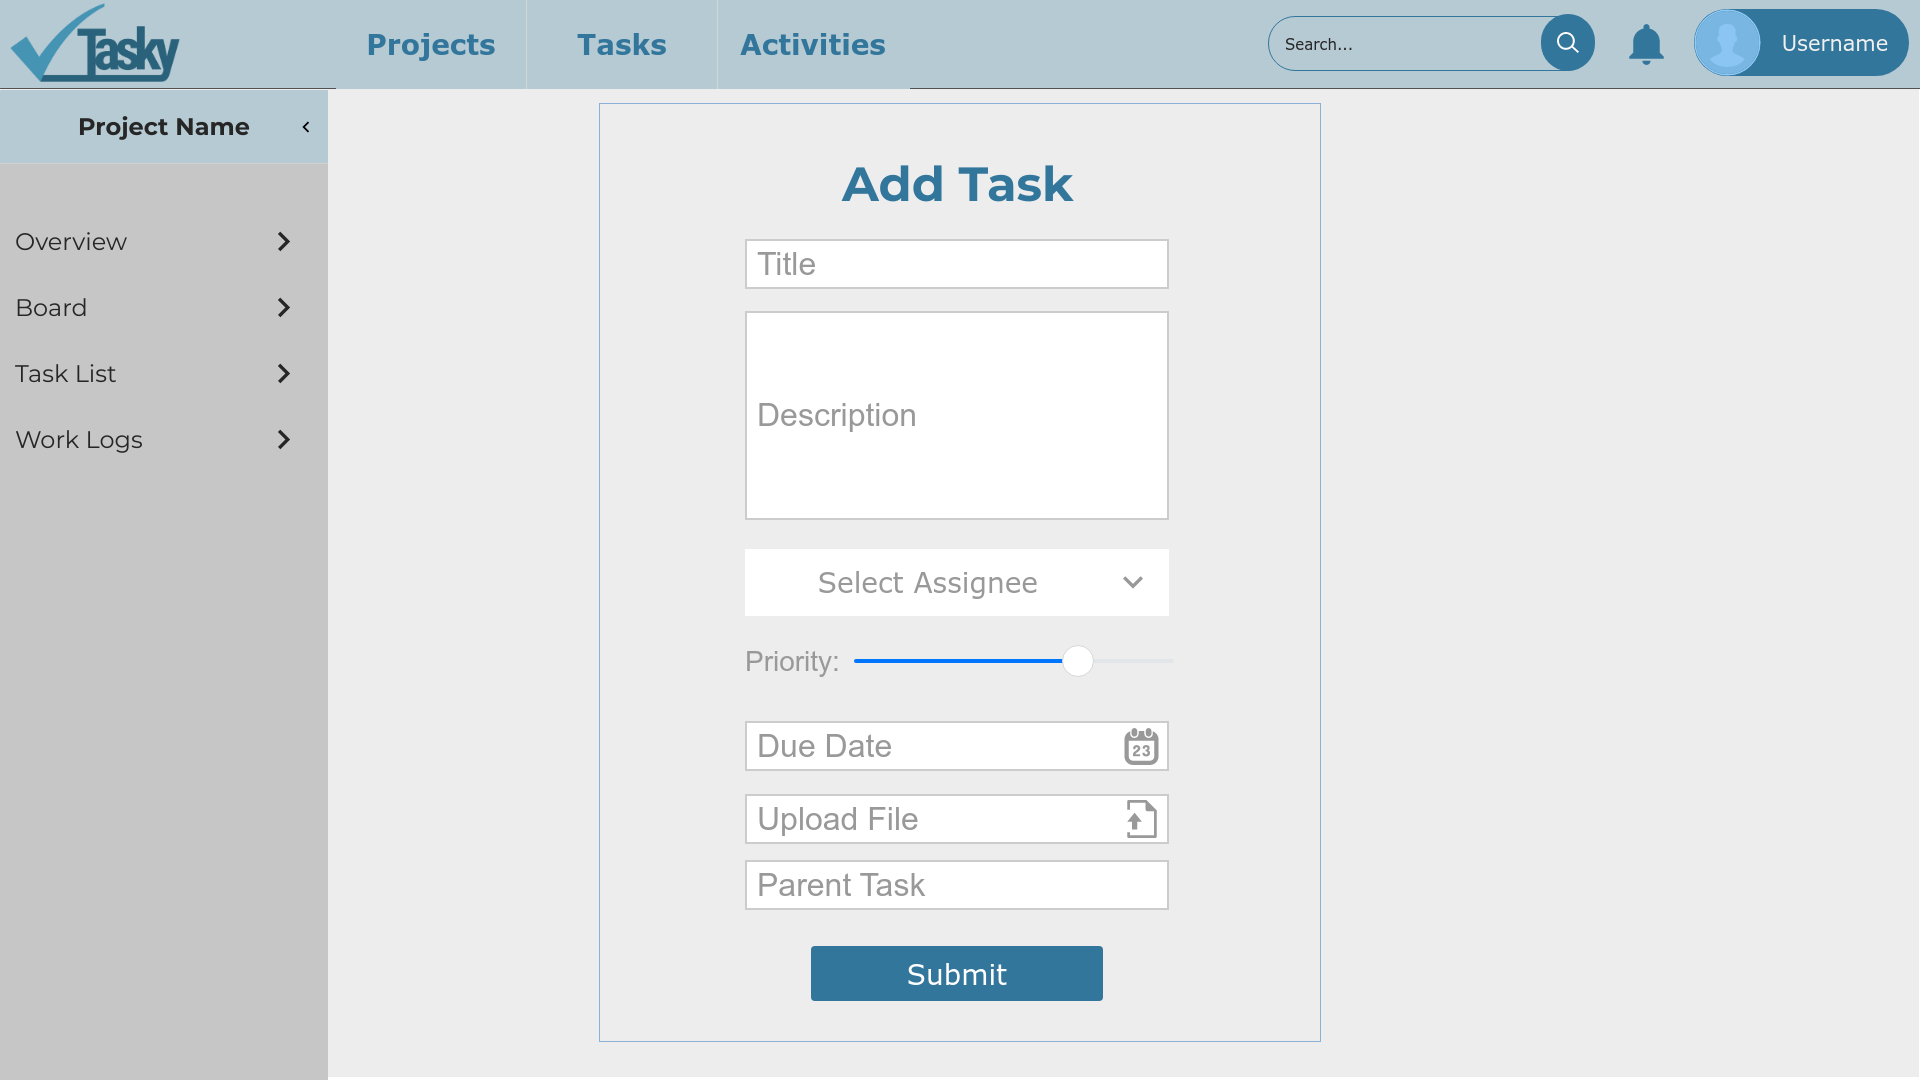 Tasky
Projects
Tasks
Activities
Search...
Username
Project Name
Overview
Board
Task List
Work Logs
Add Task
Title
Description
Select Assignee
Priority:
Due Date
23
Upload File
Parent Task
Submit